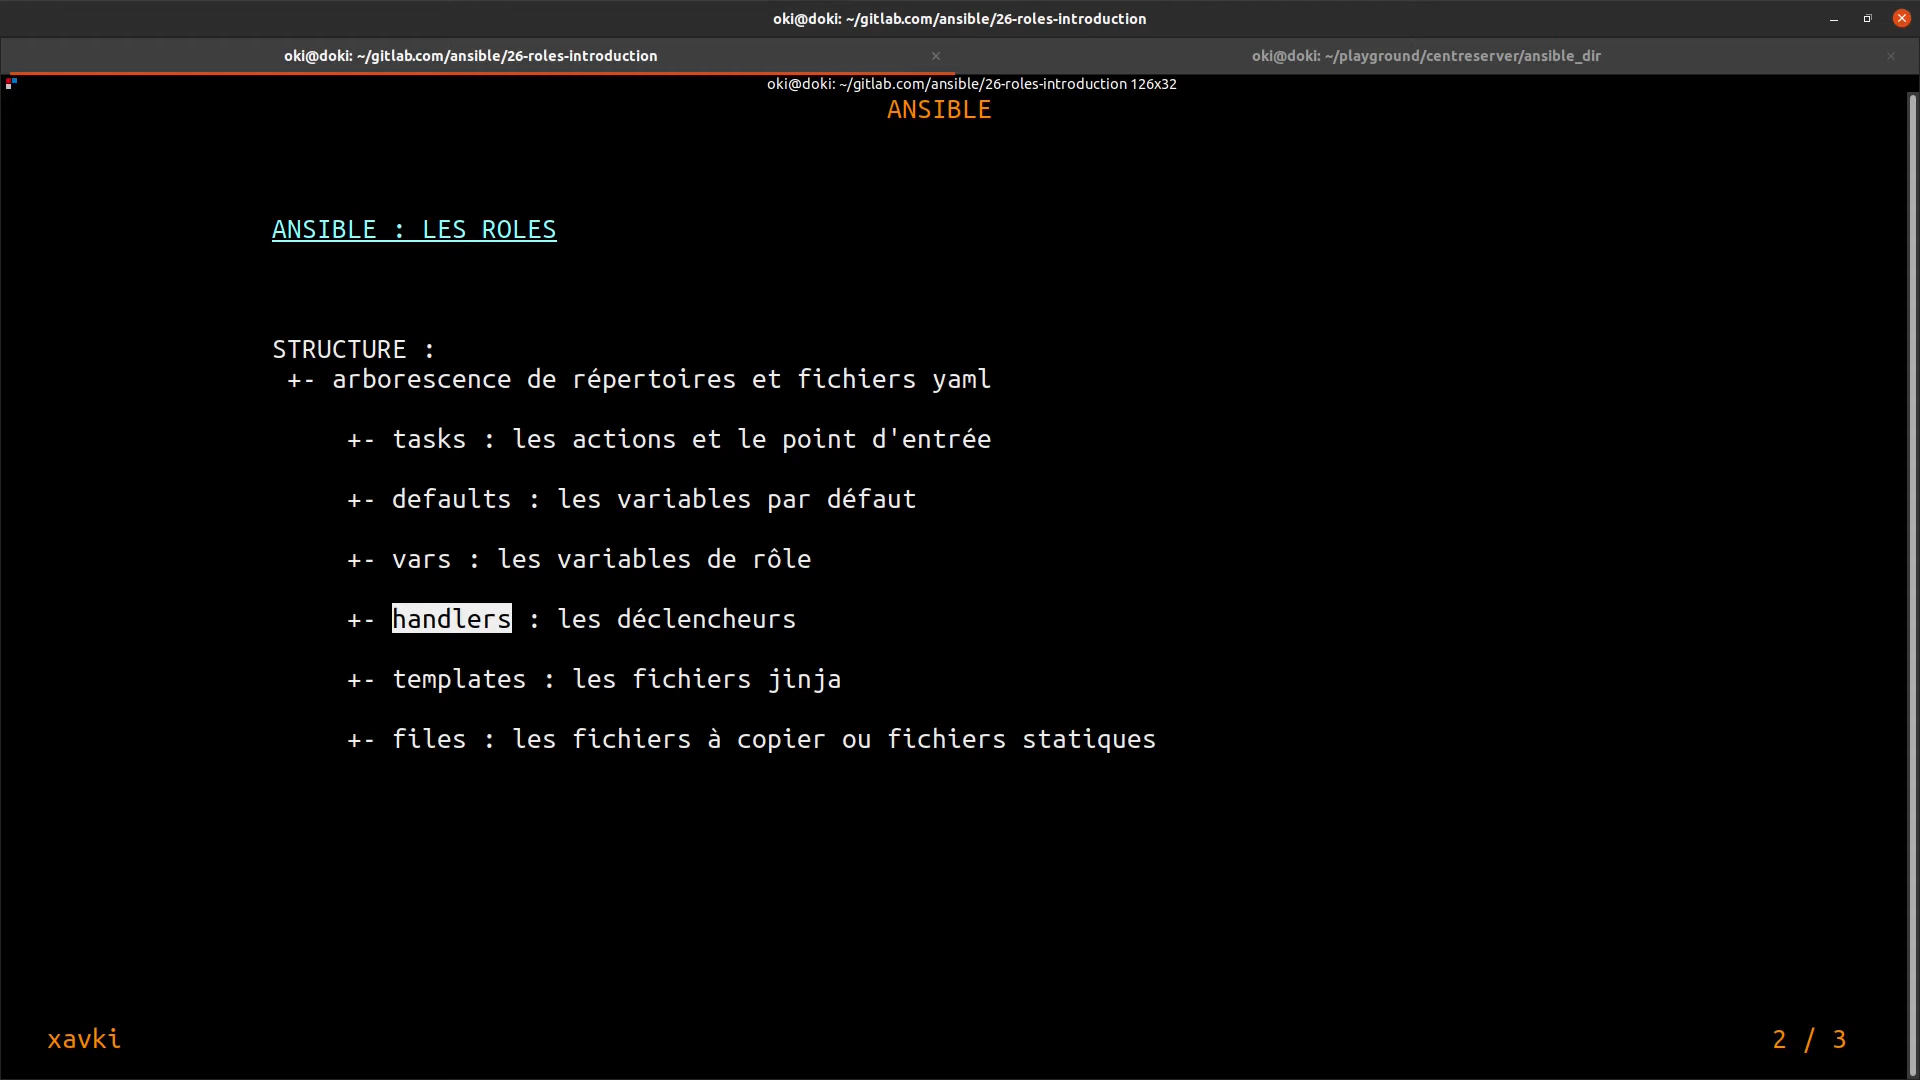 oki@doki: ~/gitlab.com/ansible/26-roles-introduction
oki@doki: ~/gitlab.com/ansible/26-roles-introduction
oki@doki: ~/playground/centreserver/ansible_dir
oki@doki: ~/gitlab.com/ansible/26-roles-introduction 126x32
ANSIBLE
ANSIBLE : LES ROLES
STRUCTURE :
+- arborescence de répertoires et fichiers yaml
+- tasks : les actions et le point d'entrée
+- defaults : les variables par défaut
+- vars : les variables de rôle
+- handlers : les déclencheurs
+- templates : les fichiers jinja
+- files : les fichiers à copier ou fichiers statiques
xavki
2 / 3